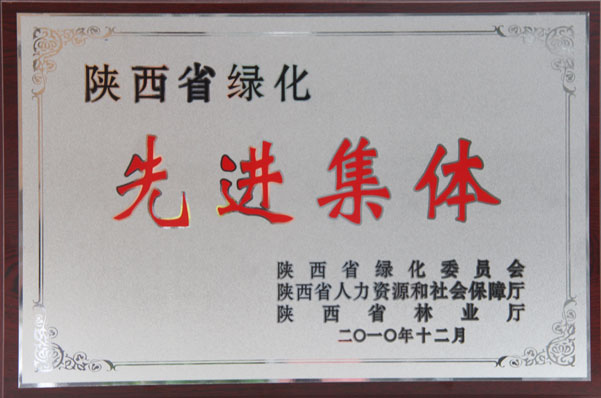 陕西省绿化
先进集体
陕西省绿化委员会
陕西省人力资源和社会保障厅
陕西省林业厅
二〇一〇年十二月